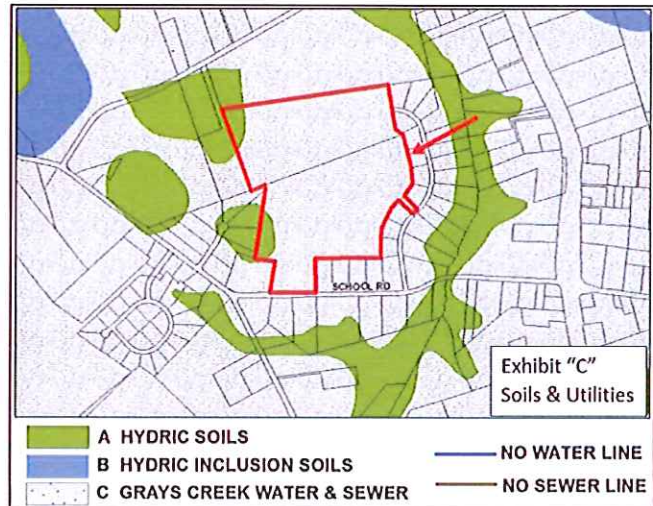 SCHOOL RD
Exhibit "C"
Soils & Utilities
A HYDRIC SOILS
B HYDRIC INCLUSION SOILS
C GRAYS CREEK WATER & SEWER
NO WATER LINE
NO SEWER LINE